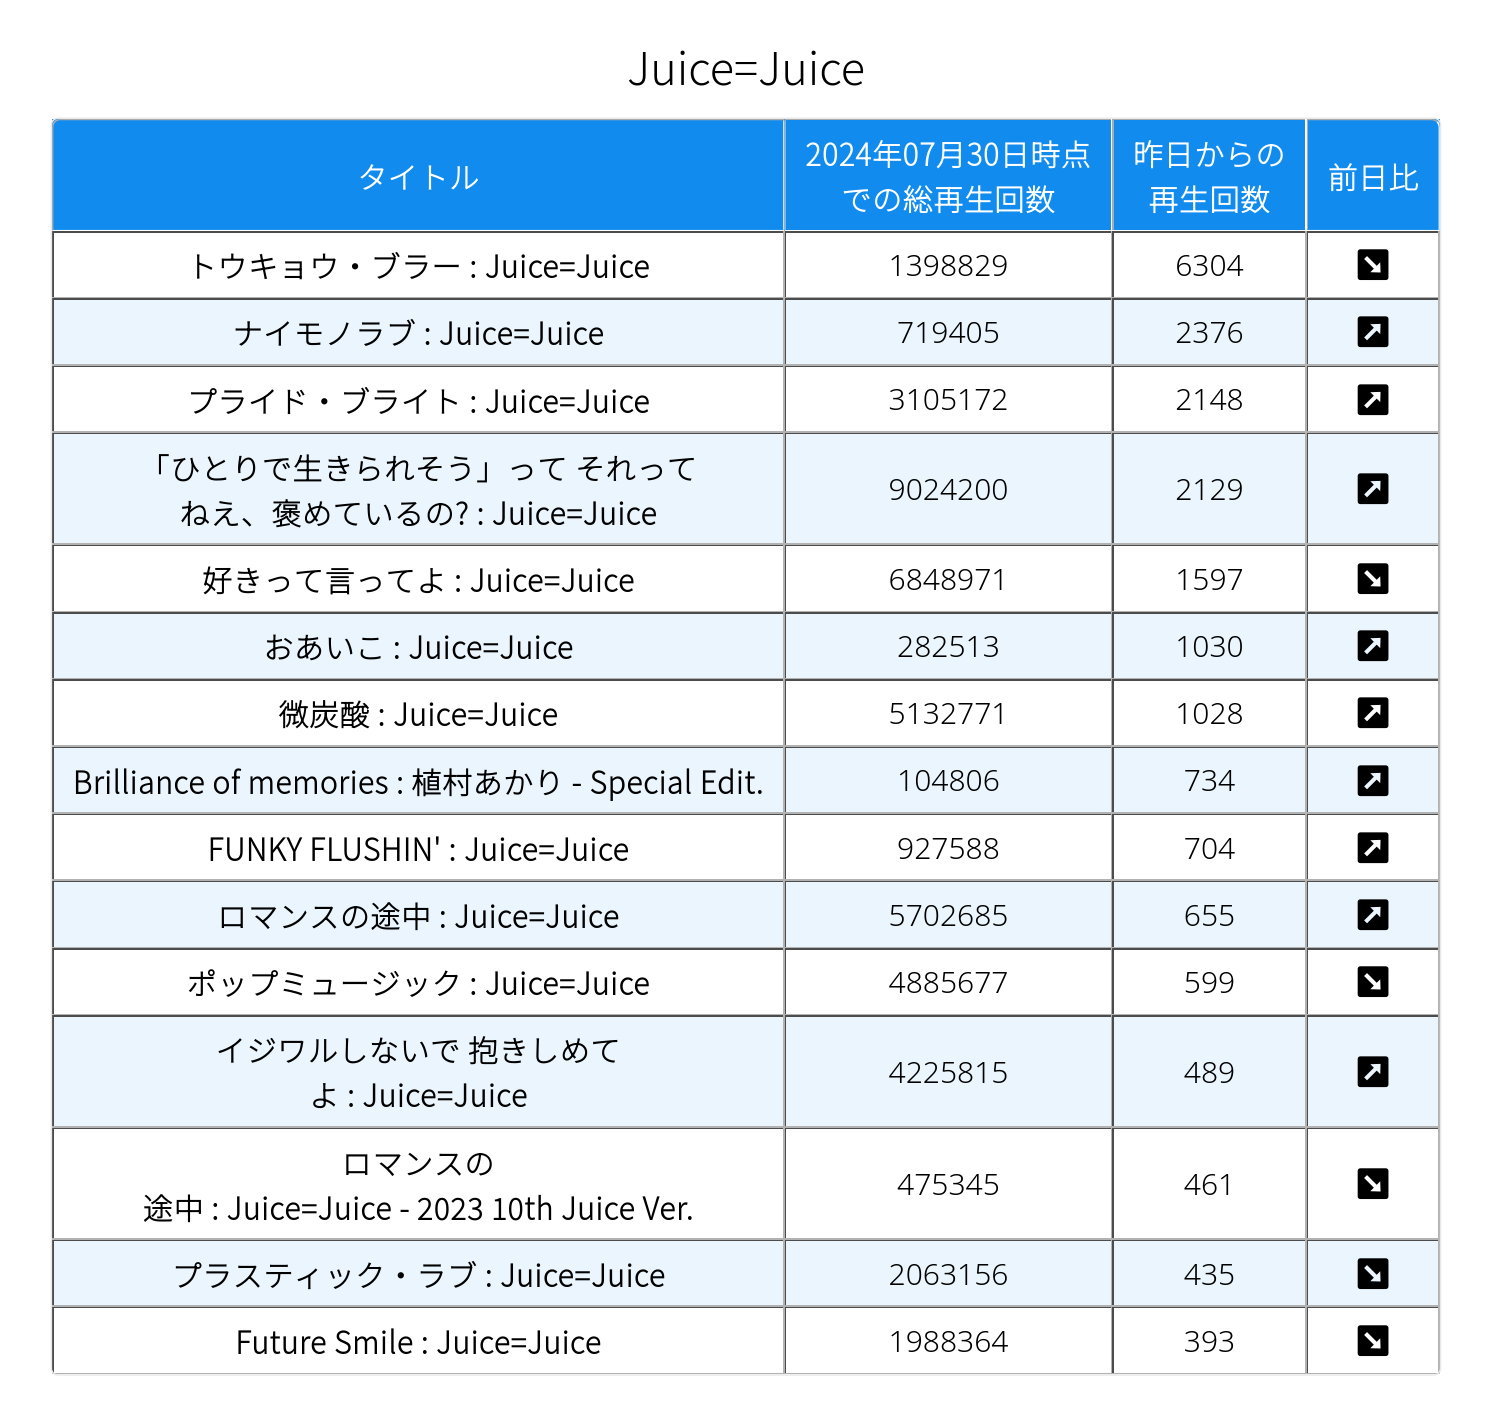 Juice=Juice
タイトル
2024年07月30日時点
での総再生回数
昨日からの
再生回数
前日比
トウキョウ・ブラー : Juice=Juice 1398829 6304
ナイモノラブ : Juice=Juice 719405 2376
プライド・ブライト : Juice=Juice 3105172 2148
「ひとりで生きられそう」って それって
ねえ、褒めているの? : Juice=Juice 9024200 2129
好きって言ってよ : Juice=Juice 6848971 1597
おあいこ : Juice=Juice 282513 1030
微炭酸 : Juice=Juice 5132771 1028
Brilliance of memories : 植村あかり - Special Edit. 104806 734
FUNKY FLUSHIN' : Juice=Juice 927588 704
ロマンスの途中 : Juice=Juice 5702685 655
ポップミュージック : Juice=Juice 4885677 599
イジワルしないで 抱きしめて
よ : Juice=Juice 4225815 489
ロマンスの
途中 : Juice=Juice - 2023 10th Juice Ver. 475345 461
プラスティック・ラブ : Juice=Juice 2063156 435
Future Smile : Juice=Juice 1988364 393